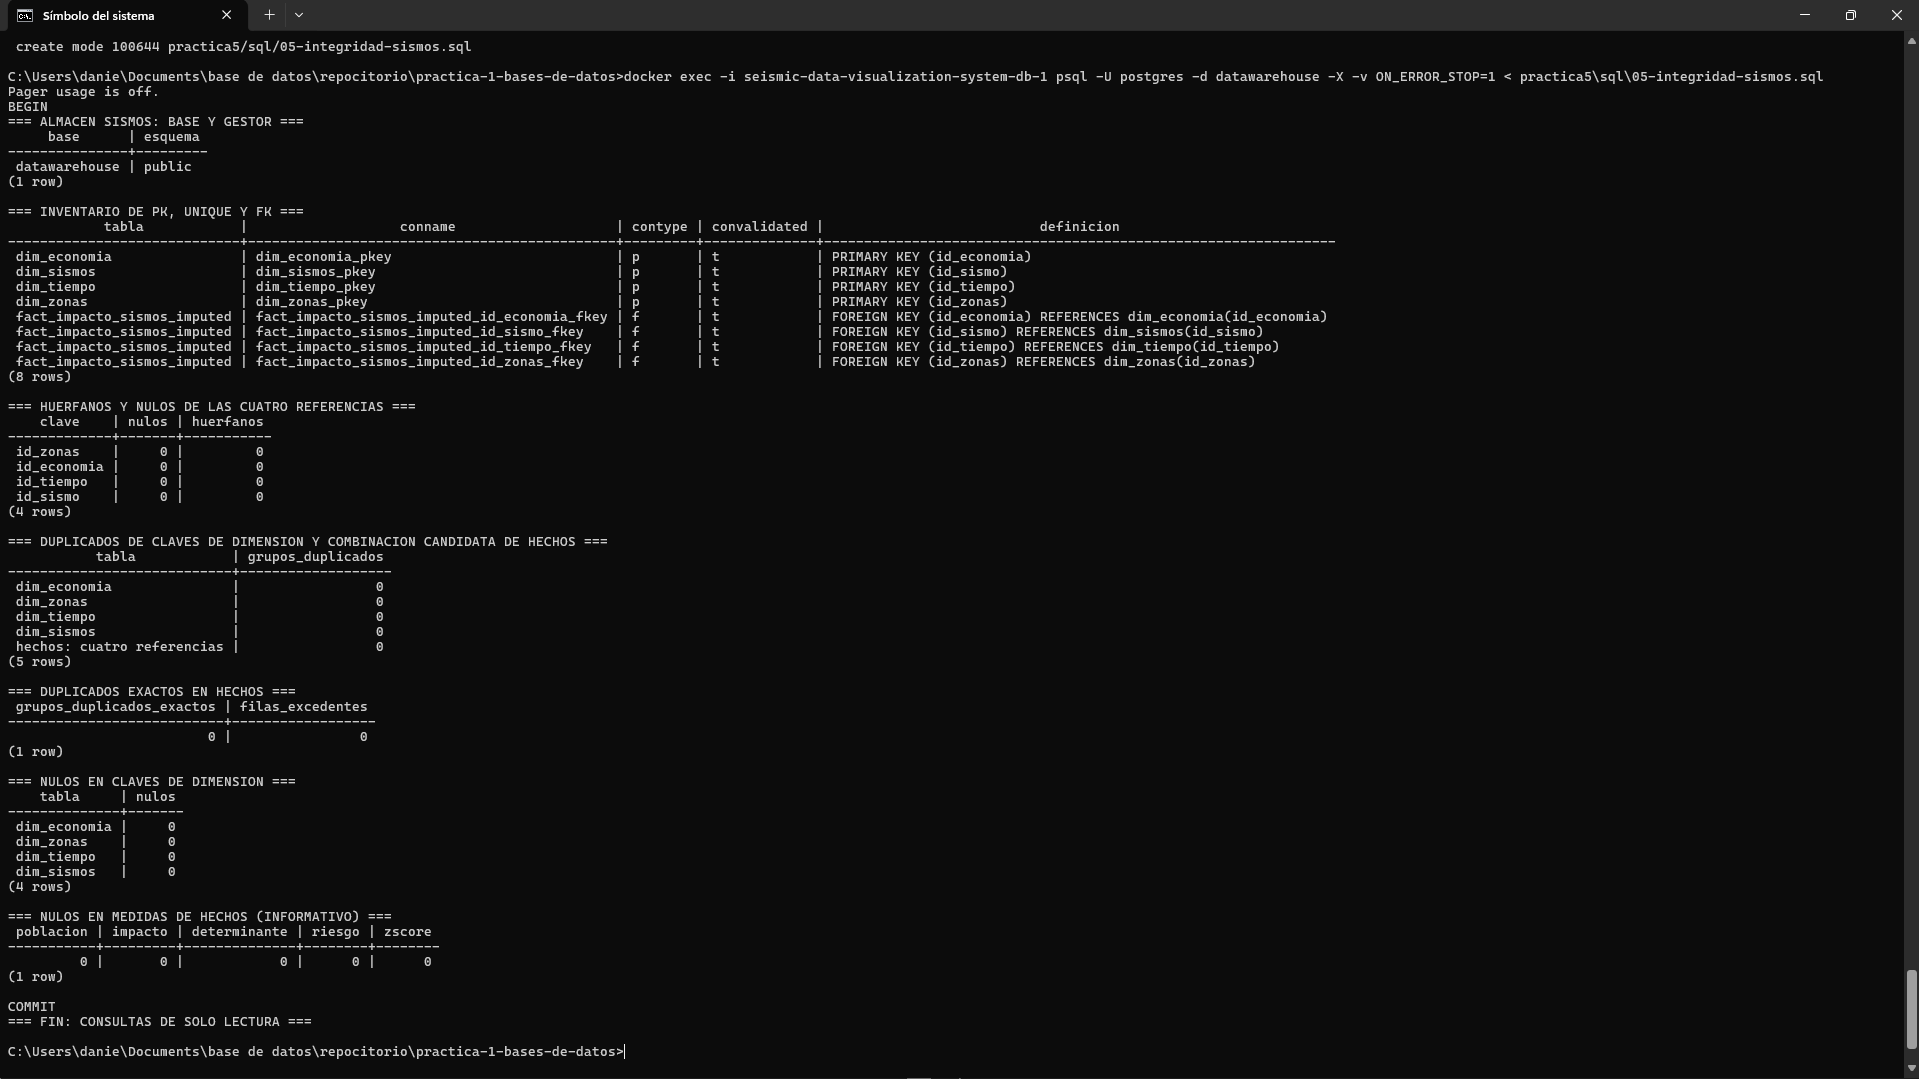 Símbolo del sistema
 create mode 100644 practica5/sql/05-integridad-sismos.sql
C:\Users\danie\Documents\base de datos\repocitorio\practica-1-bases-de-datos>docker exec -i seismic-data-visualization-system-db-1 psql -U postgres -d datawarehouse -X -v ON_ERROR_STOP=1 < practica5\sql\05-integridad-sismos.sql
Pager usage is off.
BEGIN
=== ALMACEN SISMOS: BASE Y GESTOR ===
base | esquema
---------------+---------
datawarehouse | public
(1 row)
=== INVENTARIO DE PK, UNIQUE Y FK ===
tabla | conname | contype | convalidated | definicion
-----------------------------+-----------------------------------------------+---------+--------------+----------------------------------------------------------------
dim_economia | dim_economia_pkey | p | t | PRIMARY KEY (id_economia)
dim_sismos | dim_sismos_pkey | p | t | PRIMARY KEY (id_sismo)
dim_tiempo | dim_tiempo_pkey | p | t | PRIMARY KEY (id_tiempo)
dim_zonas | dim_zonas_pkey | p | t | PRIMARY KEY (id_zonas)
fact_impacto_sismos_imputed | fact_impacto_sismos_imputed_id_economia_fkey | f | t | FOREIGN KEY (id_economia) REFERENCES dim_economia(id_economia)
fact_impacto_sismos_imputed | fact_impacto_sismos_imputed_id_sismo_fkey | f | t | FOREIGN KEY (id_sismo) REFERENCES dim_sismos(id_sismo)
fact_impacto_sismos_imputed | fact_impacto_sismos_imputed_id_tiempo_fkey | f | t | FOREIGN KEY (id_tiempo) REFERENCES dim_tiempo(id_tiempo)
fact_impacto_sismos_imputed | fact_impacto_sismos_imputed_id_zonas_fkey | f | t | FOREIGN KEY (id_zonas) REFERENCES dim_zonas(id_zonas)
(8 rows)
=== HUERFANOS Y NULOS DE LAS CUATRO REFERENCIAS ===
clave | nulos | huerfanos
-------------+-------+-----------
id_zonas | 0 | 0
id_economia | 0 | 0
id_tiempo | 0 | 0
id_sismo | 0 | 0
(4 rows)
=== DUPLICADOS DE CLAVES DE DIMENSION Y COMBINACION CANDIDATA DE HECHOS ===
tabla | grupos_duplicados
----------------------------+-------------------
dim_economia | 0
dim_zonas | 0
dim_tiempo | 0
dim_sismos | 0
hechos: cuatro referencias | 0
(5 rows)
=== DUPLICADOS EXACTOS EN HECHOS ===
grupos_duplicados_exactos | filas_excedentes
---------------------------+------------------
0 | 0
(1 row)
=== NULOS EN CLAVES DE DIMENSION ===
tabla | nulos
--------------+-------
dim_economia | 0
dim_zonas | 0
dim_tiempo | 0
dim_sismos | 0
(4 rows)
=== NULOS EN MEDIDAS DE HECHOS (INFORMATIVO) ===
poblacion | impacto | determinante | riesgo | zscore
-----------+---------+--------------+--------+--------
0 | 0 | 0 | 0 | 0
(1 row)
COMMIT
=== FIN: CONSULTAS DE SOLO LECTURA ===
C:\Users\danie\Documents\base de datos\repocitorio\practica-1-bases-de-datos>